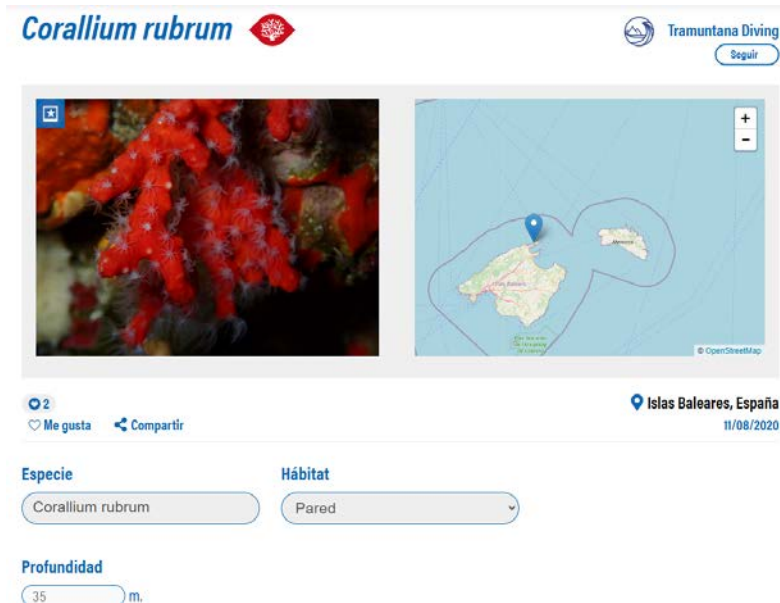 Corallium rubrum
Tramuntana Diving
Seguir
+
−
© OpenStreetMap
2
Me gusta
Compartir
Islas Baleares, España
11/08/2020
Especie
Hábitat
Corallium rubrum
Pared
Profundidad
35 m.